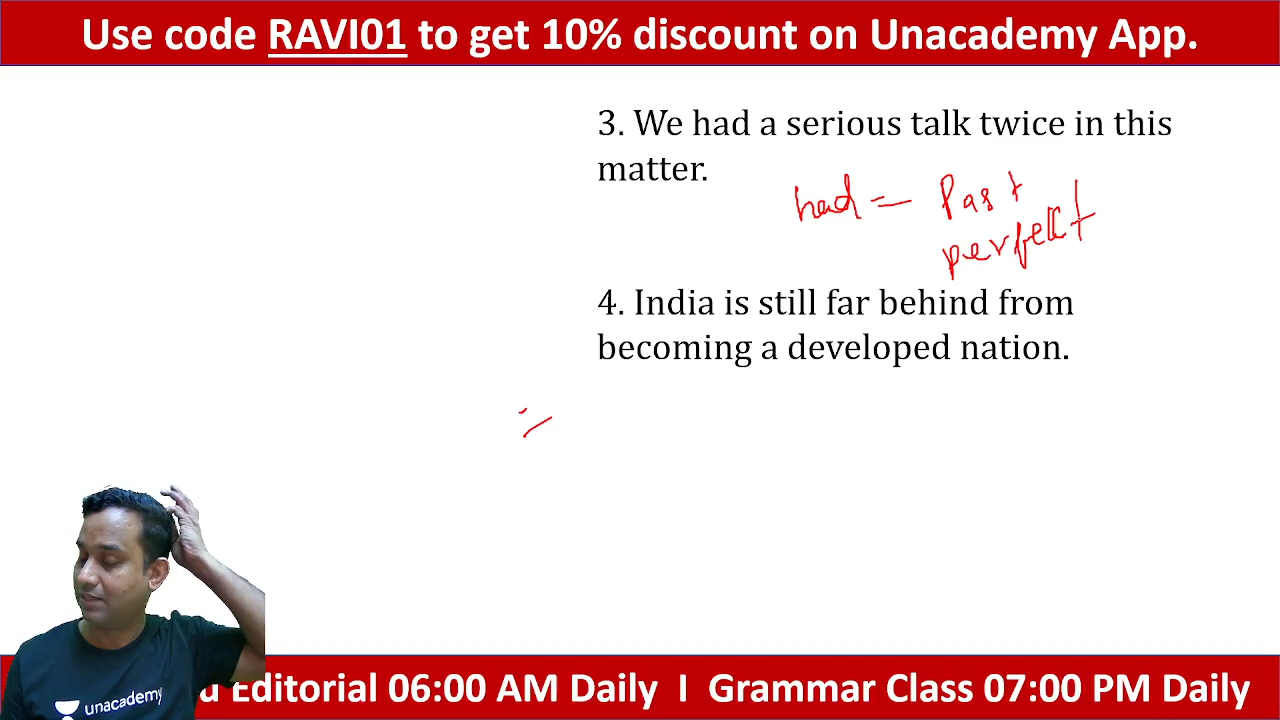 Use code RAVI01 to get 10% discount on Unacademy App.
3. We had a serious talk twice in this
matter.
had = Past
perfect
4. India is still far behind from
becoming a developed nation.
unacademy
Editorial 06:00 AM Daily I Grammar Class 07:00 PM Daily